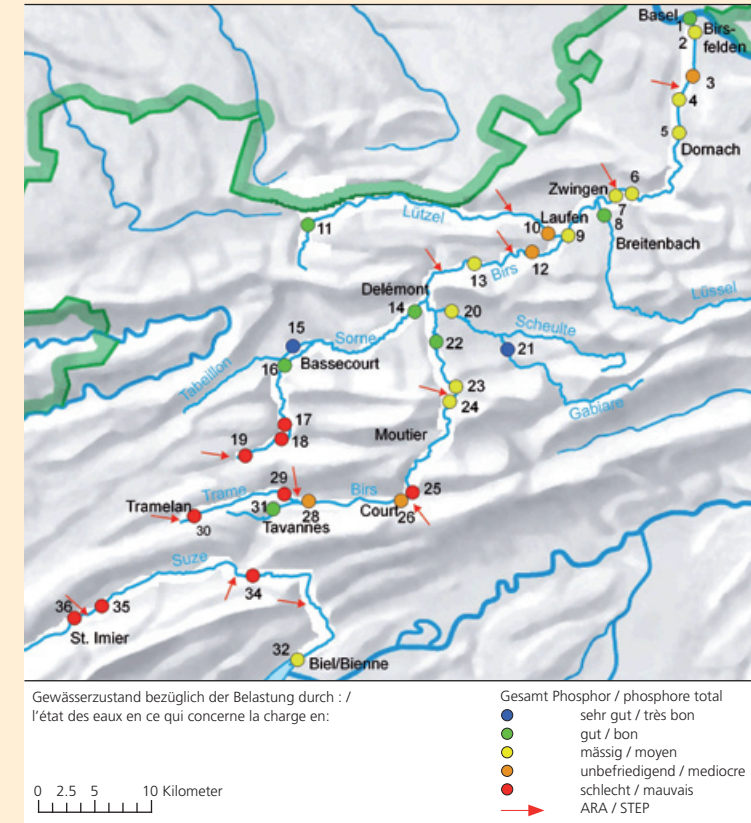 Basel
1
Birs-
felden
2
3
4
5
Dornach
6
Zwingen
7
8
Lützel
Laufen
10
9
11
Breitenbach
12
Birs
13
Delémont
Lüssel
14
20
15
Sorne
Scheulte
22
21
16
Bassecourt
Tabeillon
23
24
Gabiare
17
18
Moutier
19
29
Trame
Birs
25
Tramelan
31
28
Court
26
30
Tavannes
Suze
34
36
35
St. Imier
32
Biel/Bienne
Gewässerzustand bezüglich der Belastung durch : /
l'état des eaux en ce qui concerne la charge en:
0 2.5 5 10 Kilometer
Gesamt Phosphor / phosphore total
sehr gut / très bon
gut / bon
mässig / moyen
unbefriedigend / mediocre
schlecht / mauvais
ARA / STEP